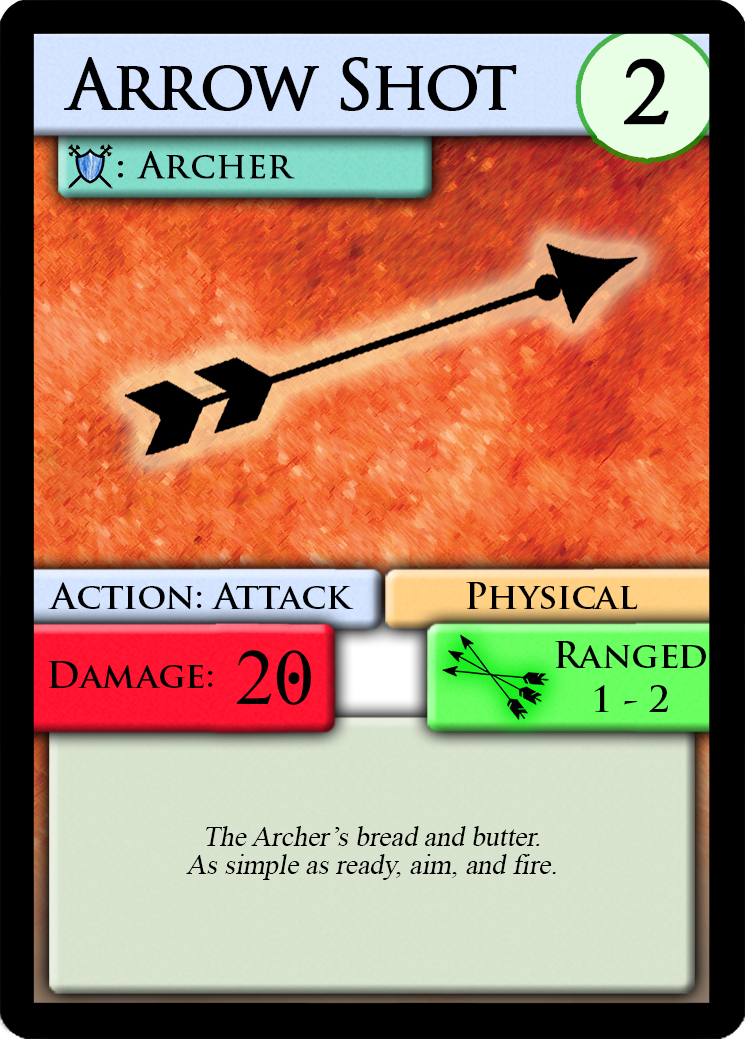 Arrow Shot
2
: Archer
Action: Attack
Physical
Damage: 20
Ranged
1 - 2
The Archer's bread and butter.
As simple as ready, aim, and fire.